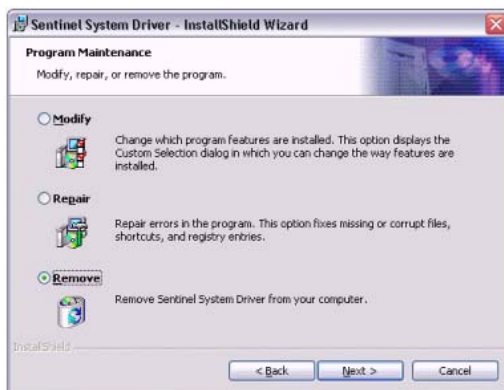 Sentinel System Driver - InstallShield Wizard
Program Maintenance
Modify, repair, or remove the program.
Modify
Change which program features are installed. This option displays the
Custom Selection dialog in which you can change the way features are
installed.
Repair
Repair errors in the program. This option fixes missing or corrupt files,
shortcuts, and registry entries.
Remove
Remove Sentinel System Driver from your computer.
InstallShield
< Back
Next >
Cancel